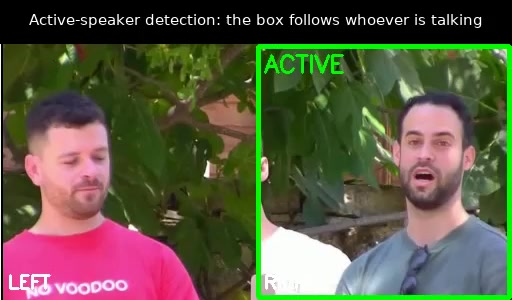 Active-speaker detection: the box follows whoever is talking
ACTIVE
LEFT
NO VOODOO